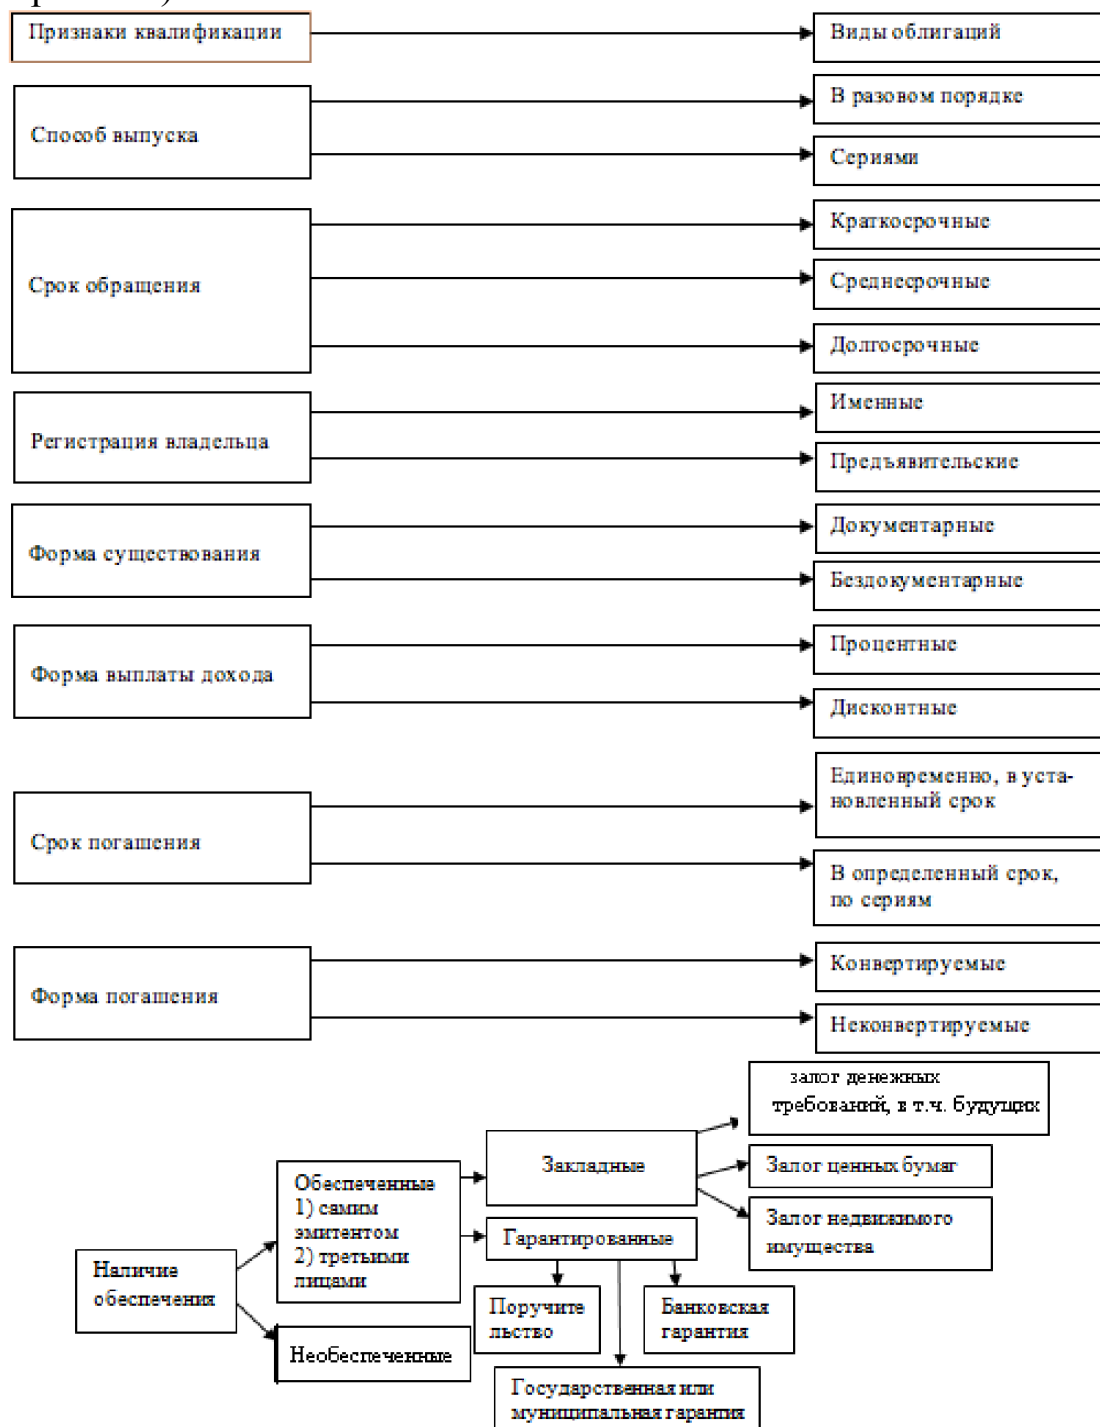 Признаки квалификации
Виды облигаций
Способ выпуска
В разовом порядке
Сериями
Срок обращения
Краткосрочные
Среднесрочные
Долгосрочные
Регистрация владельца
Именные
Предъявительские
Форма существования
Документарные
Бездокументарные
Форма выплаты дохода
Процентные
Дисконтные
Срок погашения
Единовременно, в уста-
новленный срок
В определенный срок,
по сериям
Форма погашения
Конвертируемые
Неконвертируемые
Наличие
обеспечения
Обеспеченные
1) самим
эмитентом
2) третьими
лицами
Необеспеченные
Закладные
залог денежных
требований, в т.ч. будущих
Залог ценных бумаг
Залог недвижимого
имущества
Гарантированные
Поручите
льство
Банковская
гарантия
Государственная или
муниципальная гарантия